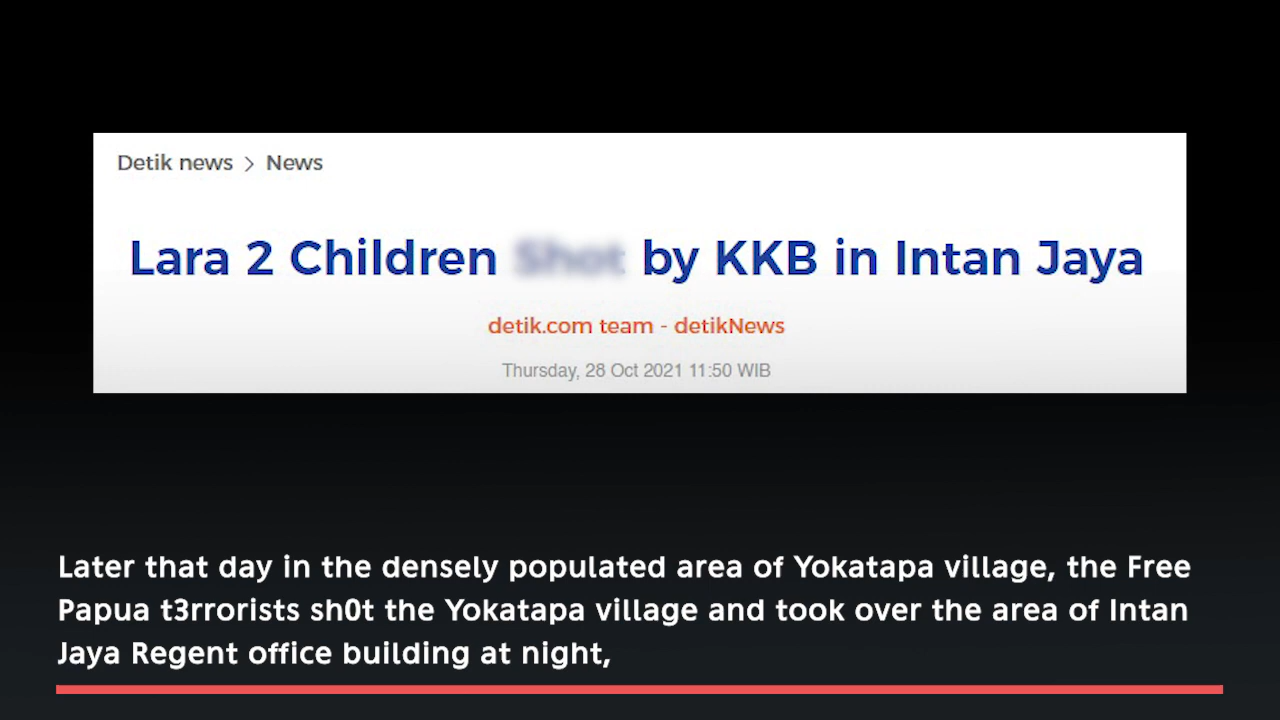 Detik news > News
Lara 2 Children Shot by KKB in Intan Jaya
detik.com team - detikNews
Thursday, 28 Oct 2021 11:50 WIB
Later that day in the densely populated area of Yokatapa village, the Free
Papua t3rrorists sh0t the Yokatapa village and took over the area of Intan
Jaya Regent office building at night,